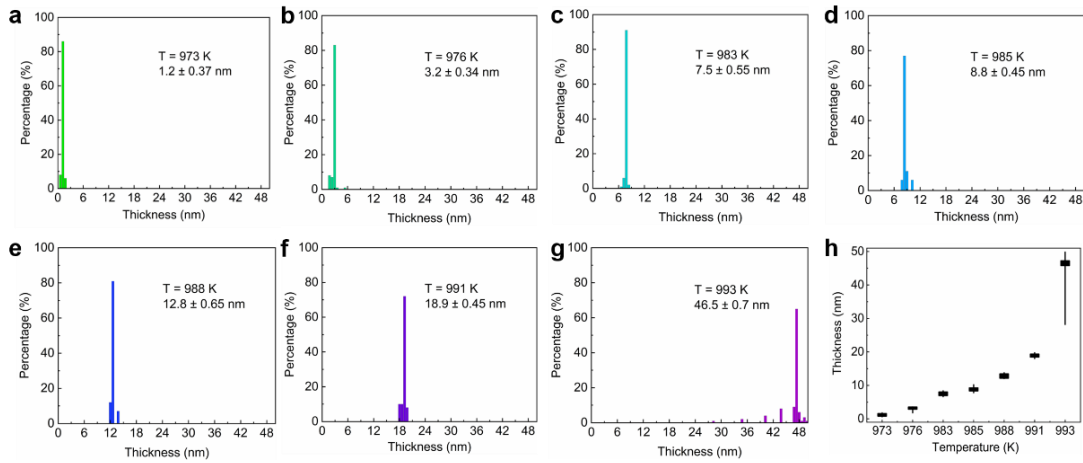 a
100
80
60
40
20
0
Percentage (%)
T = 973 K
1.2 ± 0.37 nm
0 6 12 18 24 30 36 42 48
Thickness (nm)
b
100
80
60
40
20
0
Percentage (%)
T = 976 K
3.2 ± 0.34 nm
0 6 12 18 24 30 36 42 48
Thickness (nm)
c
100
80
60
40
20
0
Percentage (%)
T = 983 K
7.5 ± 0.55 nm
0 6 12 18 24 30 36 42 48
Thickness (nm)
d
100
80
60
40
20
0
Percentage (%)
T = 985 K
8.8 ± 0.45 nm
0 6 12 18 24 30 36 42 48
Thickness (nm)
e
100
80
60
40
20
0
Percentage (%)
T = 988 K
12.8 ± 0.65 nm
0 6 12 18 24 30 36 42 48
Thickness (nm)
f
100
80
60
40
20
0
Percentage (%)
T = 991 K
18.9 ± 0.45 nm
0 6 12 18 24 30 36 42 48
Thickness (nm)
g
100
80
60
40
20
0
Percentage (%)
T = 993 K
46.5 ± 0.7 nm
0 6 12 18 24 30 36 42 48
Thickness (nm)
h
50
40
30
20
10
0
Thickness (nm)
973 976 983 985 988 991 993
Temperature (K)